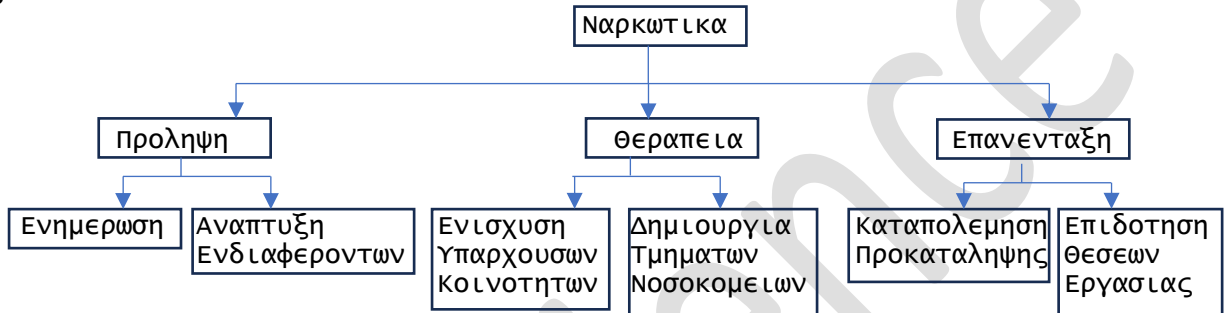 Ναρκωτικα
Προληψη
Θεραπεια
Επανενταξη
Ενημερωση
Αναπτυξη
Ενδιαφεροντων
Ενισχυση
Υπαρχουσων
Κοινοτητων
Δημιουργια
Τμηματων
Νοσοκομειων
Καταπολεμηση
Προκαταληψης
Επιδοτηση
Θεσεων
Εργασιας